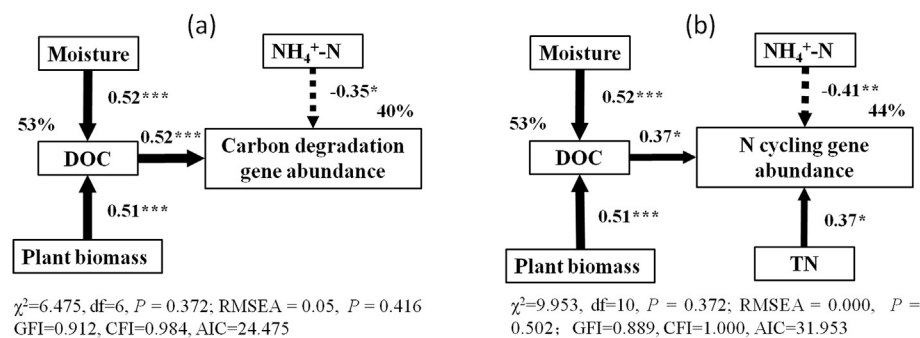 (a)
Moisture
NH₄⁺-N
0.52***
-0.35*
53%
0.52***
40%
DOC
Carbon degradation
gene abundance
0.51***
Plant biomass
χ²=6.475, df=6, P = 0.372; RMSEA = 0.05, P = 0.416
GFI=0.912, CFI=0.984, AIC=24.475
(b)
Moisture
NH₄⁺-N
0.52***
-0.41**
53%
0.37*
44%
DOC
N cycling gene
abundance
0.51***
0.37*
Plant biomass
TN
χ²=9.953, df=10, P = 0.372; RMSEA = 0.000, P =
0.502; GFI=0.889, CFI=1.000, AIC=31.953